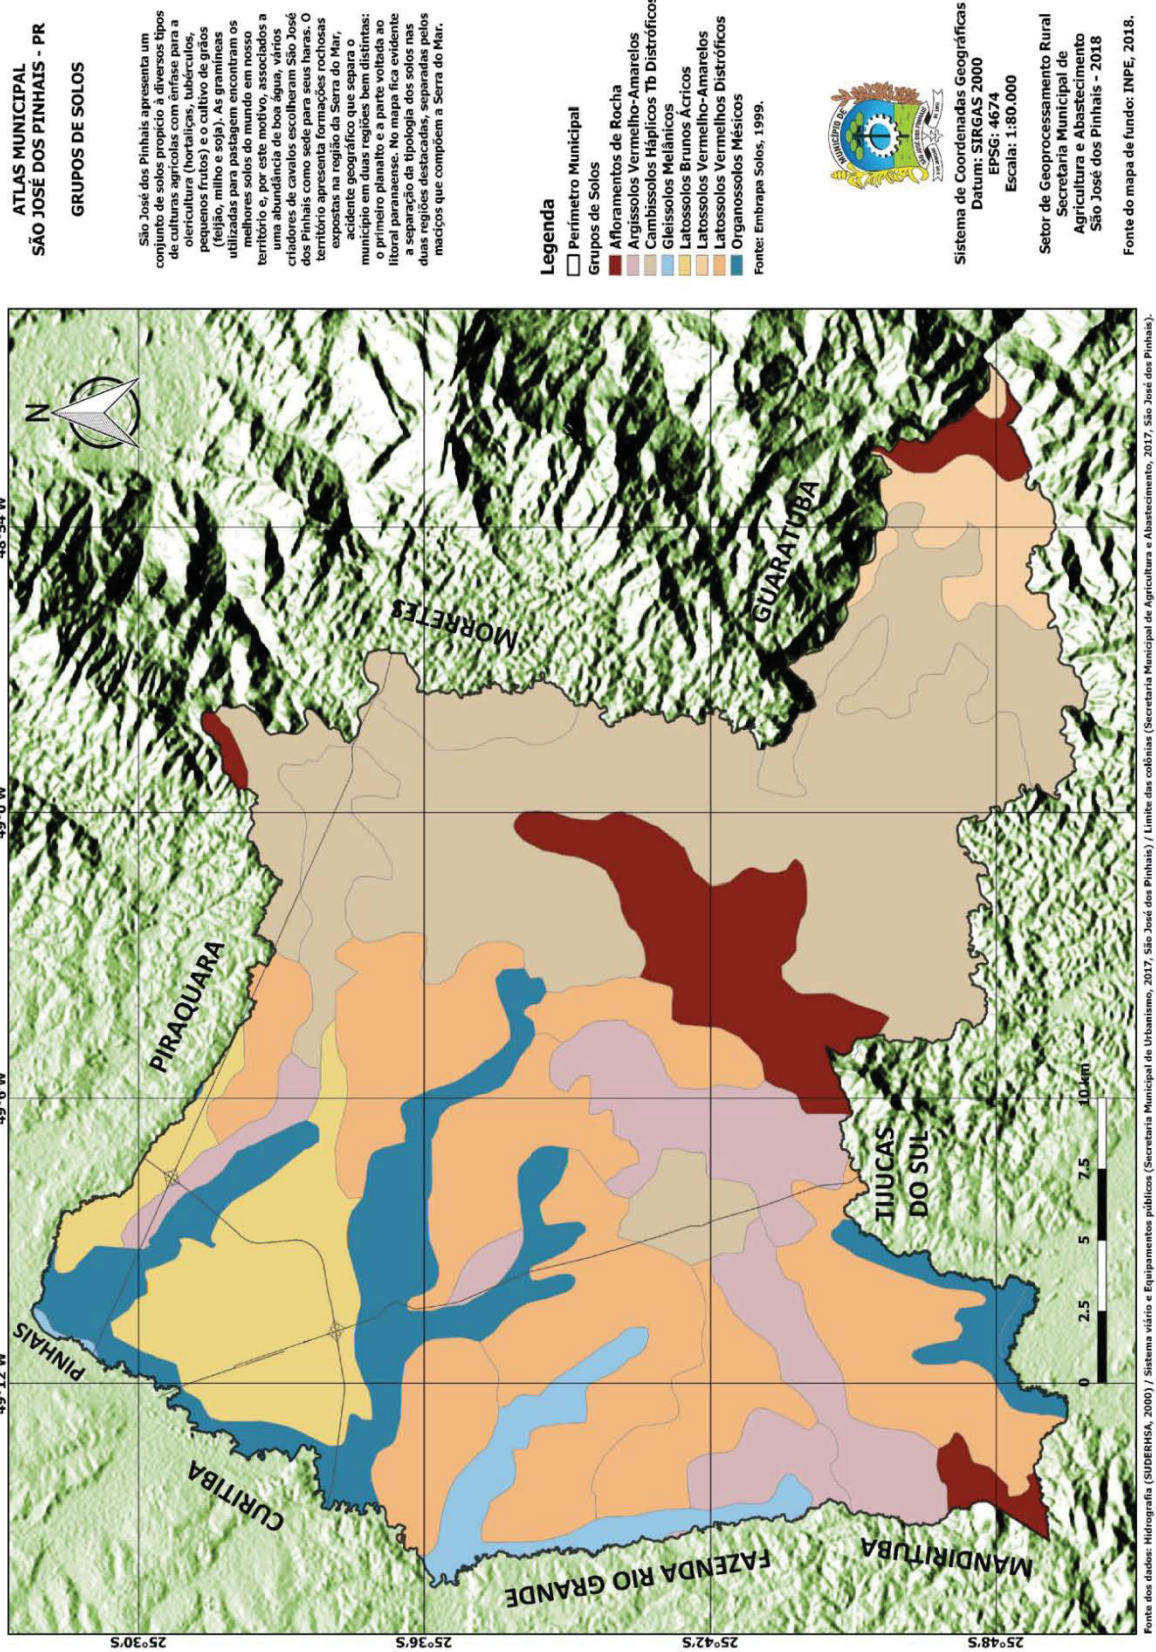 ATLAS MUNICIPAL
SÃO JOSÉ DOS PINHAIS - PR
GRUPOS DE SOLOS
São José dos Pinhais apresenta um
conjunto de solos propício à diversos tipos
de culturas agrícolas com ênfase para a
olericultura (hortaliças, tubérculos,
pequenos frutos) e o cultivo de grãos
(feijão, milho e soja). As gramíneas
utilizadas para pastagem encontram os
melhores solos do mundo em nosso
território e, por este motivo, associados a
uma abundância de boa água, vários
criadores de cavalos escolheram São José
dos Pinhais como sede para seus haras. O
território apresenta formações rochosas
expostas na região da Serra do Mar,
acidente geográfico que separa o
município em duas regiões bem distintas:
o primeiro planalto e a parte voltada ao
litoral paranaense. No mapa fica evidente
a separação da tipologia dos solos nas
duas regiões destacadas, separadas pelos
maciços que compõem a Serra do Mar.
Legenda
Perímetro Municipal
Grupos de Solos
Afloramentos de Rocha
Argissolos Vermelho-Amarelos
Cambissolos Háplicos Tb Distróficos
Gleissolos Melânicos
Latossolos Brunos Ácricos
Latossolos Vermelho-Amarelos
Latossolos Vermelhos Distróficos
Organossolos Mésicos
Fonte: Embrapa Solos, 1999.
MUNICÍPIO DE
Sistema de Coordenadas Geográficas
Datum: SIRGAS 2000
EPSG: 4674
Escala: 1:80.000
Setor de Geoprocessamento Rural
Secretaria Municipal de
Agricultura e Abastecimento
São José dos Pinhais - 2018
Fonte do mapa de fundo: INPE, 2018.
49°12'W
49°6'W
49°0'W
48°54'W
25°30'S
25°36'S
25°42'S
25°48'S
N
PINHAIS
PIRAQUARA
CURITIBA
MORRETES
GUARATUBA
FAZENDA RIO GRANDE
MANDIRITUBA
TIJUCAS
DO SUL
0 2.5 5 7.5 10 km
Fonte dos dados: Hidrografia (SUDERHSA, 2000) / Sistema viário e Equipamentos públicos (Secretaria Municipal de Urbanismo, 2017, São José dos Pinhais) / Limite das colônias (Secretaria Municipal de Agricultura e Abastecimento, 2017, São José dos Pinhais).